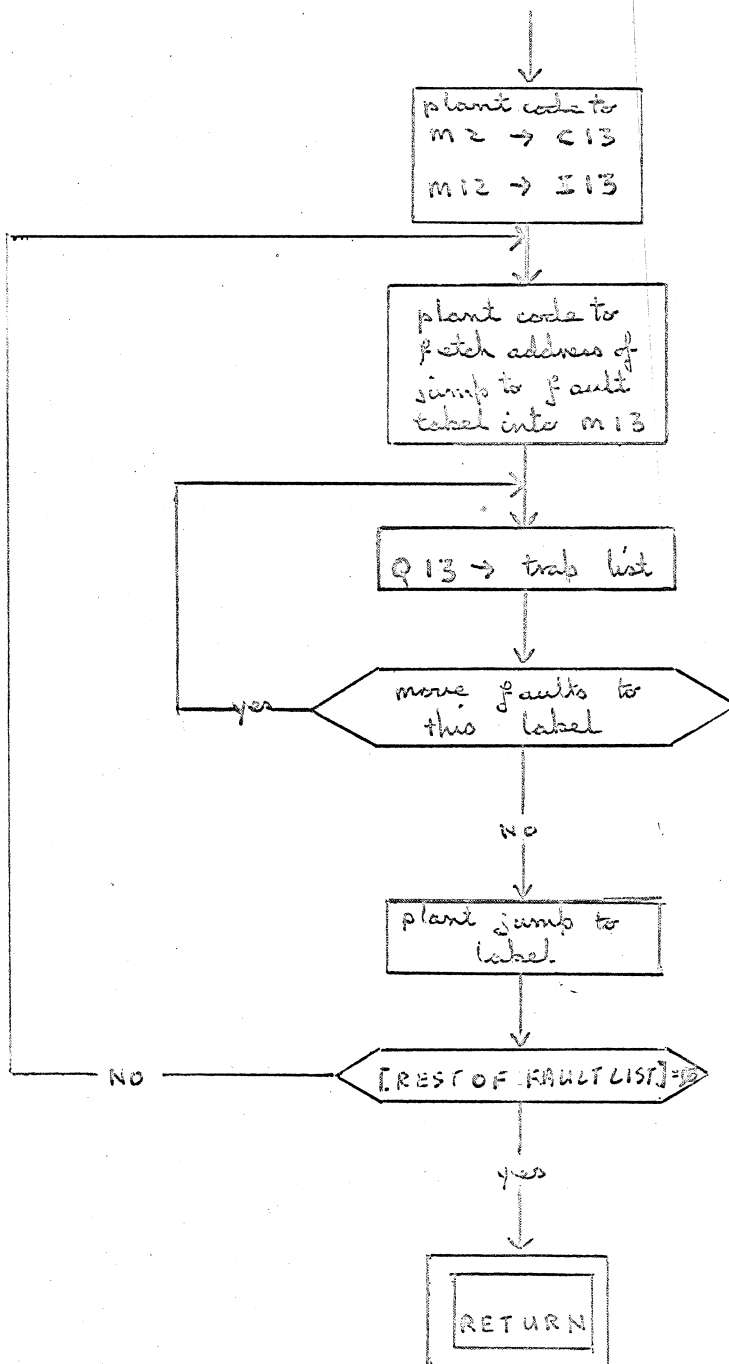 plant code to
M2 → C13
M12 → I13
plant code to
fetch address of
jump to fault
label into M13
Q13 → trap list
more faults to
this label
yes
NO
plant jump to
label
[REST OF FAULT LIST]=
NO
yes
RETURN